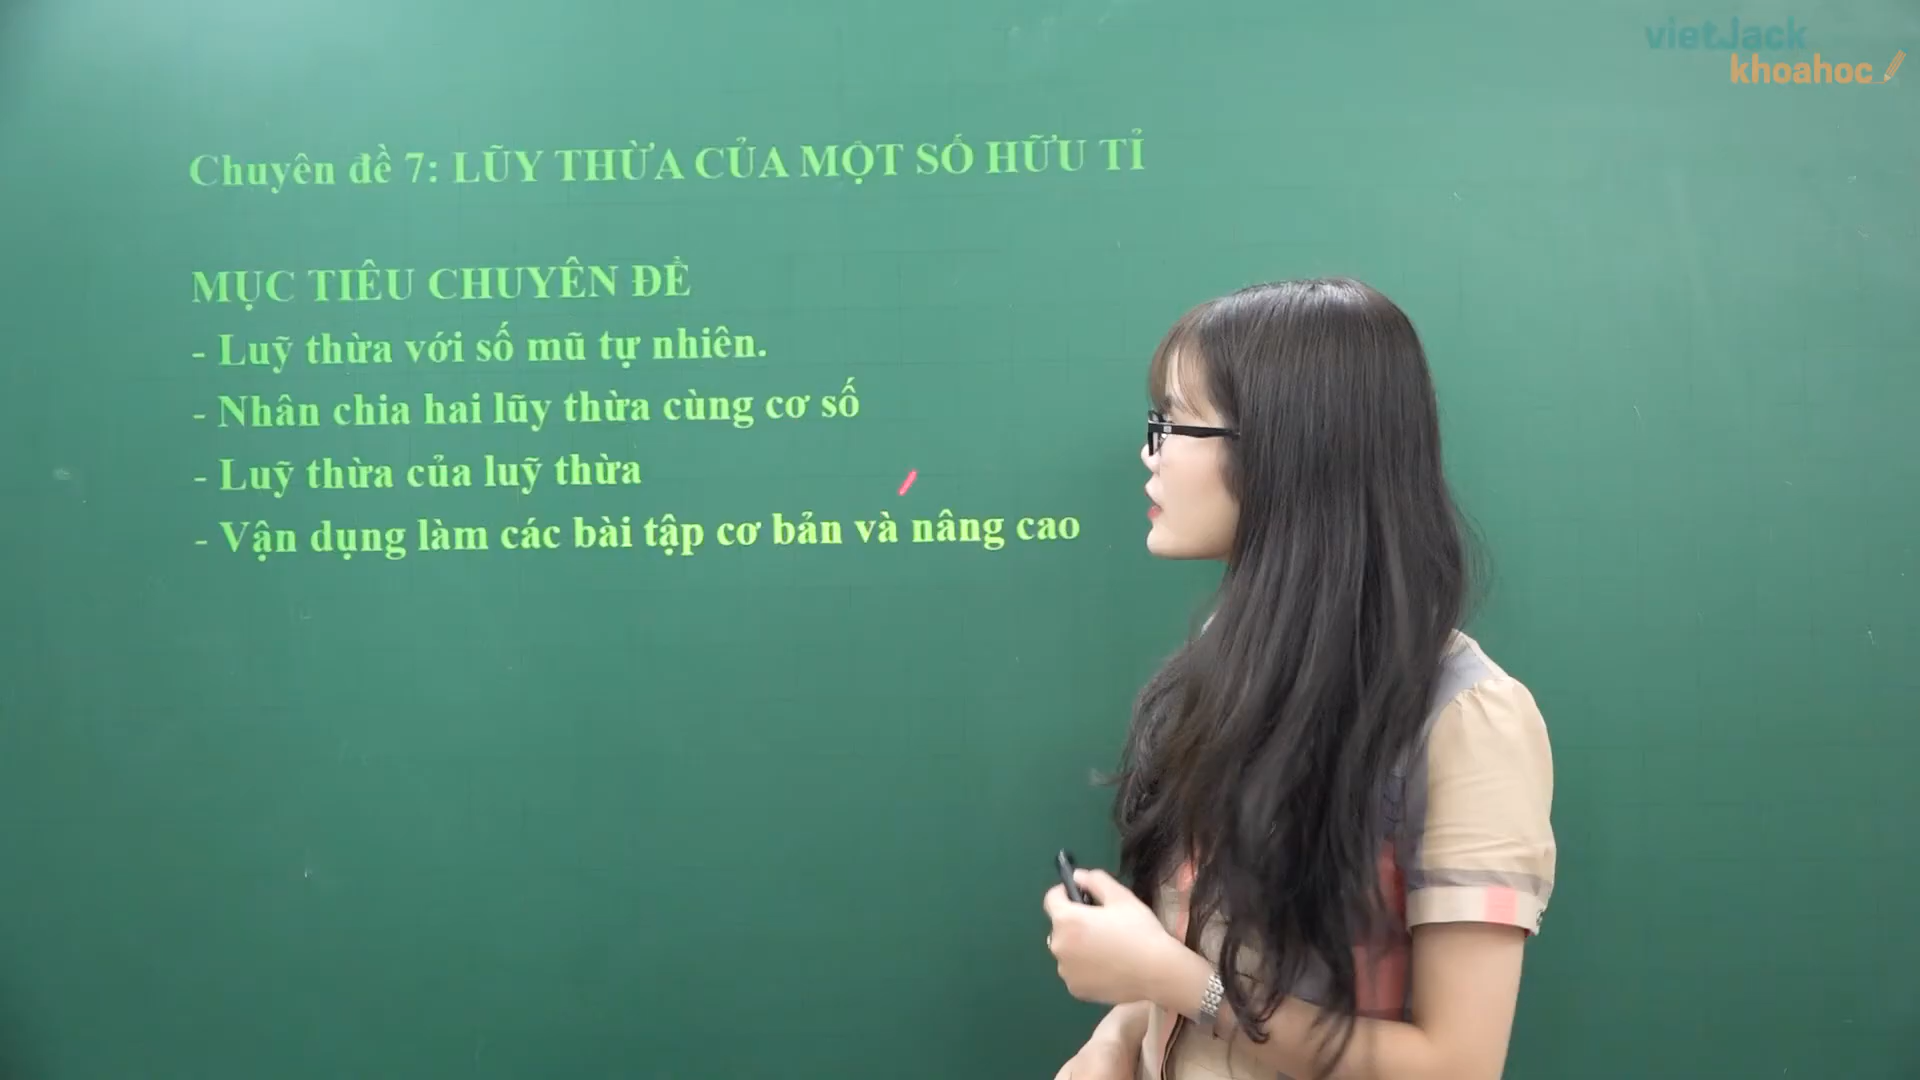 vietJack
khoahoc
Chuyên đề 7: LŨY THỪA CỦA MỘT SỐ HỮU TỈ
MỤC TIÊU CHUYÊN ĐỀ
- Luỹ thừa với số mũ tự nhiên.
- Nhân chia hai lũy thừa cùng cơ số
- Luỹ thừa của luỹ thừa
- Vận dụng làm các bài tập cơ bản và nâng cao